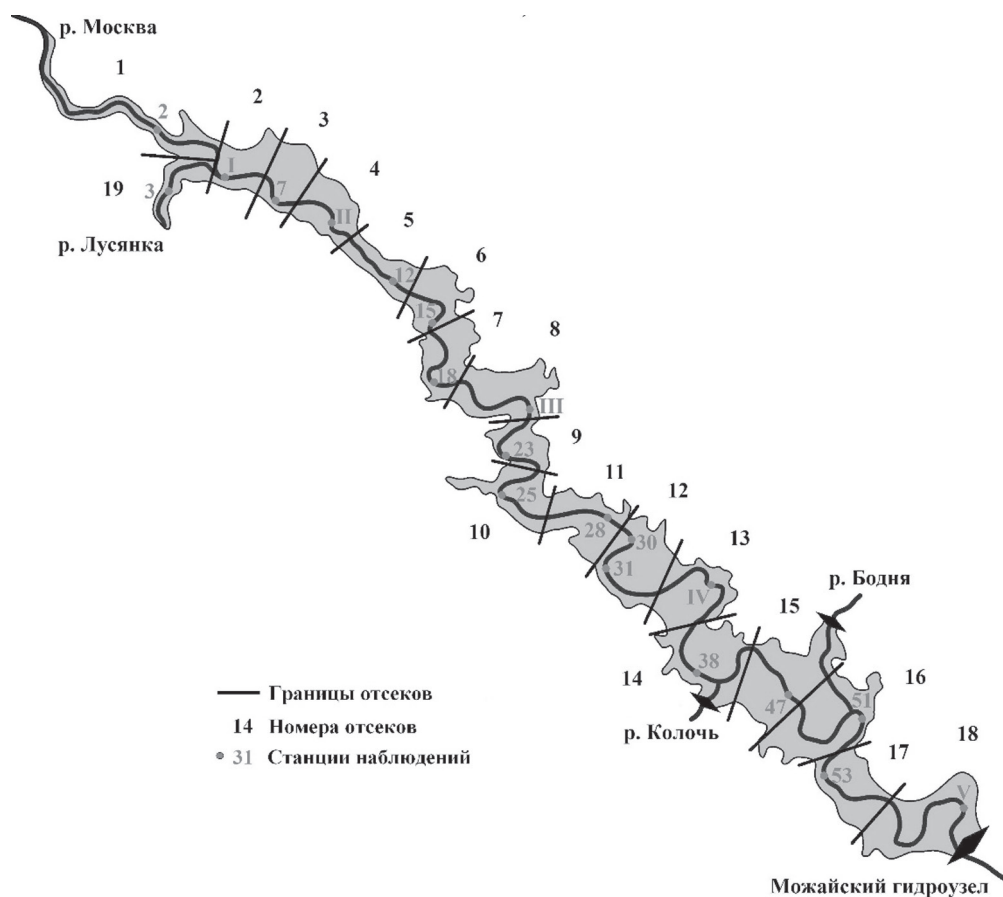 р. Москва
1
2
2
3
I
4
19
3
7
р. Лусянка
II
5
12
6
15
7
8
18
III
9
23
25
11
12
10
28
30
13
31
р. Бодня
IV
15
38
14
16
47
51
Границы отсеков
14 Номера отсеков
р. Колочь
17
18
31 Станции наблюдений
53
V
Можайский гидроузел